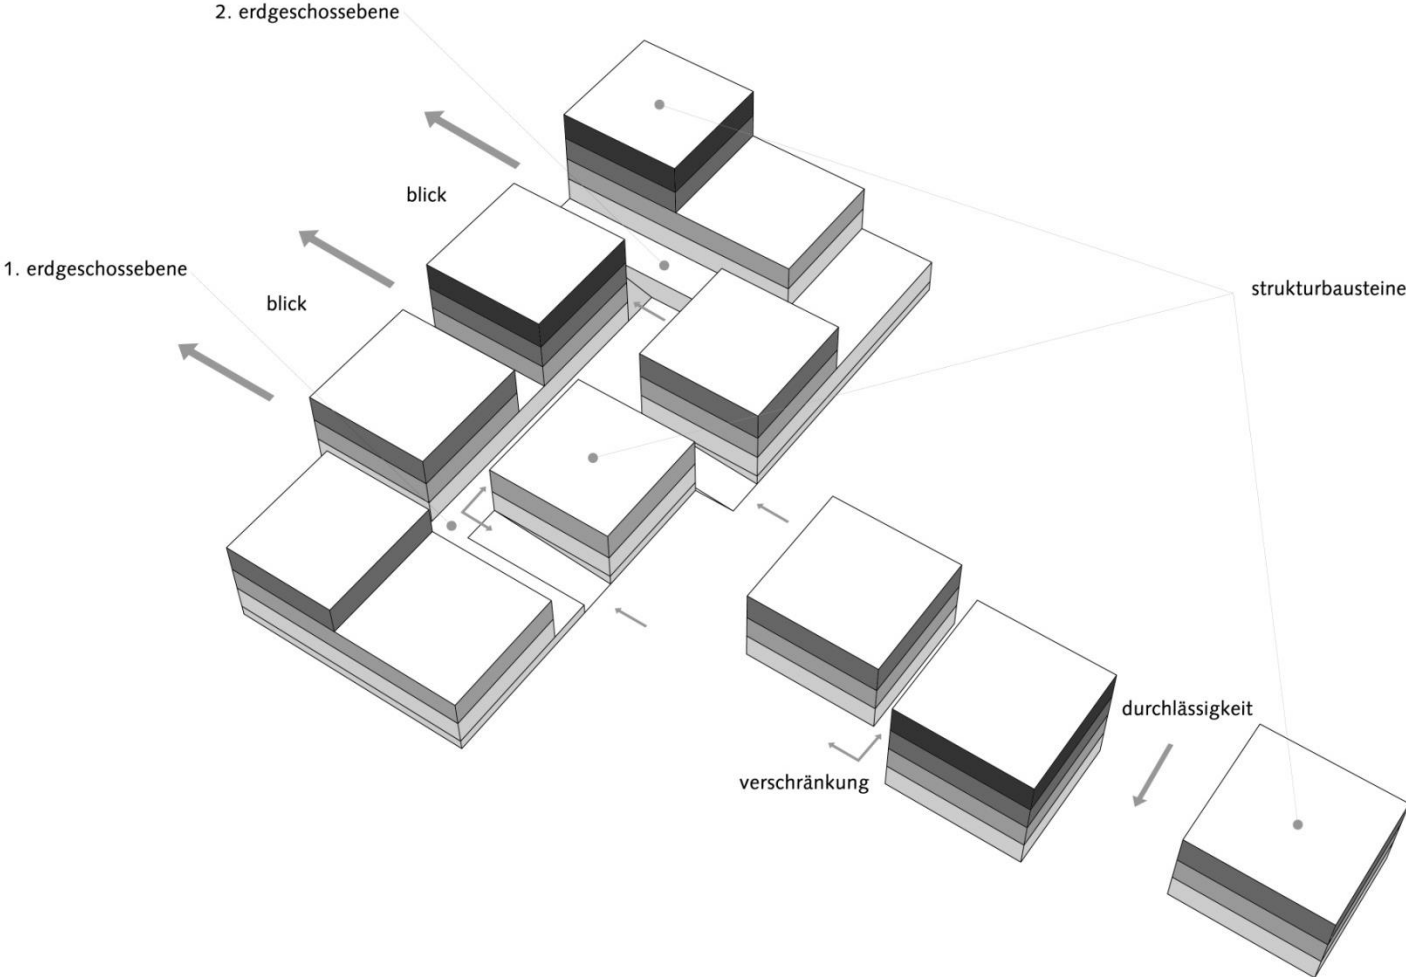 2. erdgeschossebene
blick
1. erdgeschossebene
blick
strukturbausteine
durchlässigkeit
verschränkung